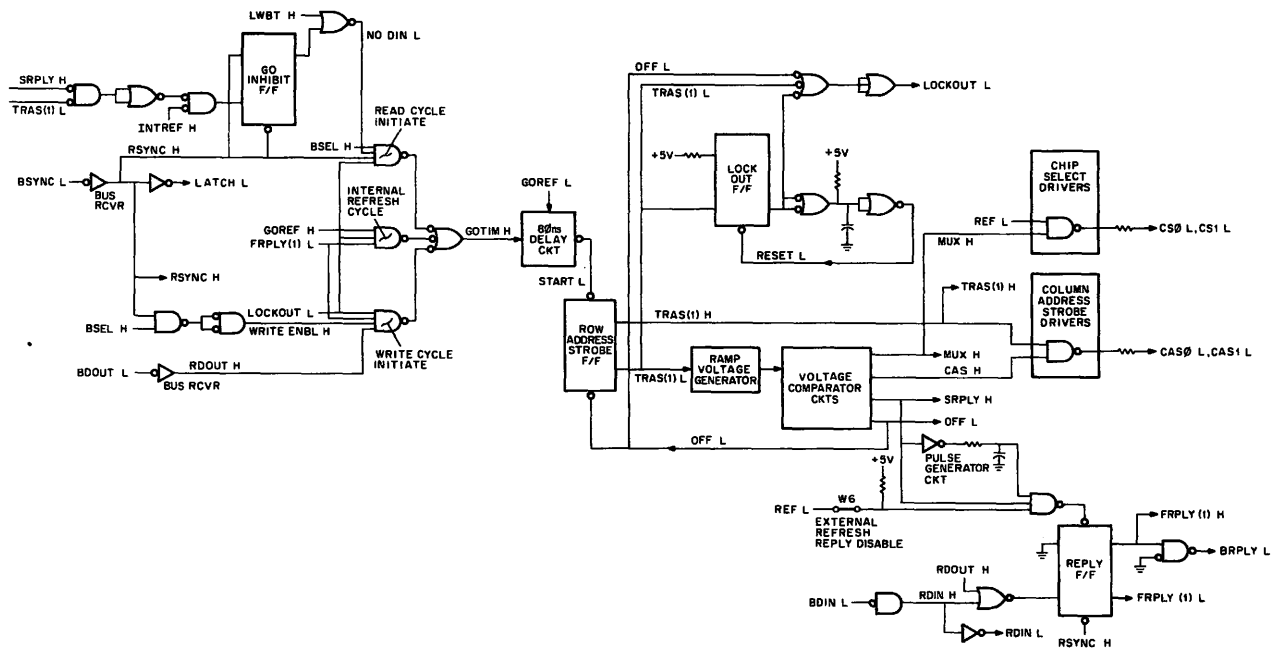 LWBT H
NO DIN L
GO
INHIBIT
F/F
SRPLY H
TRAS(1) L
INTREF H
READ CYCLE
INITIATE
RSYNC H
BSEL H
BSYNC L
BUS
RCVR
LATCH L
INTERNAL
REFRESH
CYCLE
GOREF H
FRPLY(1) L
GOTIM H
GOREF L
80ns
DELAY
CKT
START L
RSYNC H
LOCKOUT L
WRITE ENBL H
BSEL H
WRITE CYCLE
INITIATE
RDOUT H
BDOUT L
BUS RCVR
ROW
ADDRESS
STROBE
F/F
OFF L
TRAS(1) L
LOCKOUT L
+5V
LOCK
OUT
F/F
+5V
RESET L
CHIP
SELECT
DRIVERS
REF L
MUX H
CSØ L,CS1 L
TRAS(1) H
TRAS(1) H
COLUMN
ADDRESS
STROBE
DRIVERS
CASØ L,CAS1 L
TRAS(1) L
RAMP
VOLTAGE
GENERATOR
VOLTAGE
COMPARATOR
CKTS
MUX H
CAS H
SRPLY H
OFF L
OFF L
PULSE
GENERATOR
CKT
+5V
REF L
W6
EXTERNAL
REFRESH
REPLY DISABLE
REPLY
F/F
FRPLY (1) H
BRPLY L
FRPLY (1) L
RDOUT H
BDIN L
RDIN H
RDIN L
RSYNC H